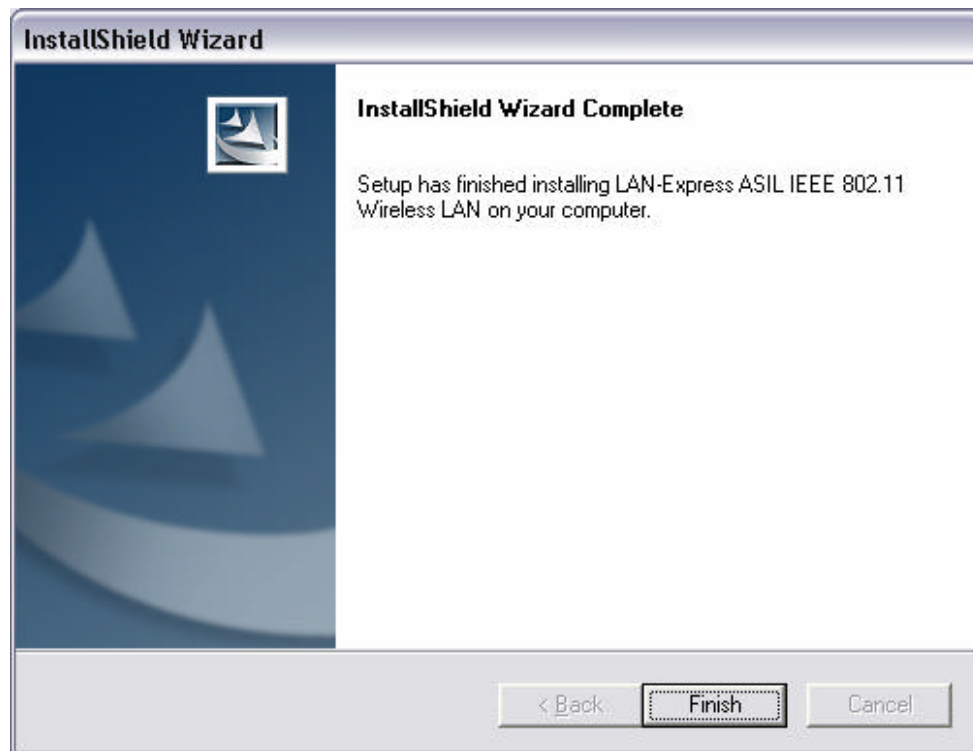 InstallShield Wizard
InstallShield Wizard Complete
Setup has finished installing LAN-Express ASIL IEEE 802.11
Wireless LAN on your computer.
< Back
Finish
Cancel